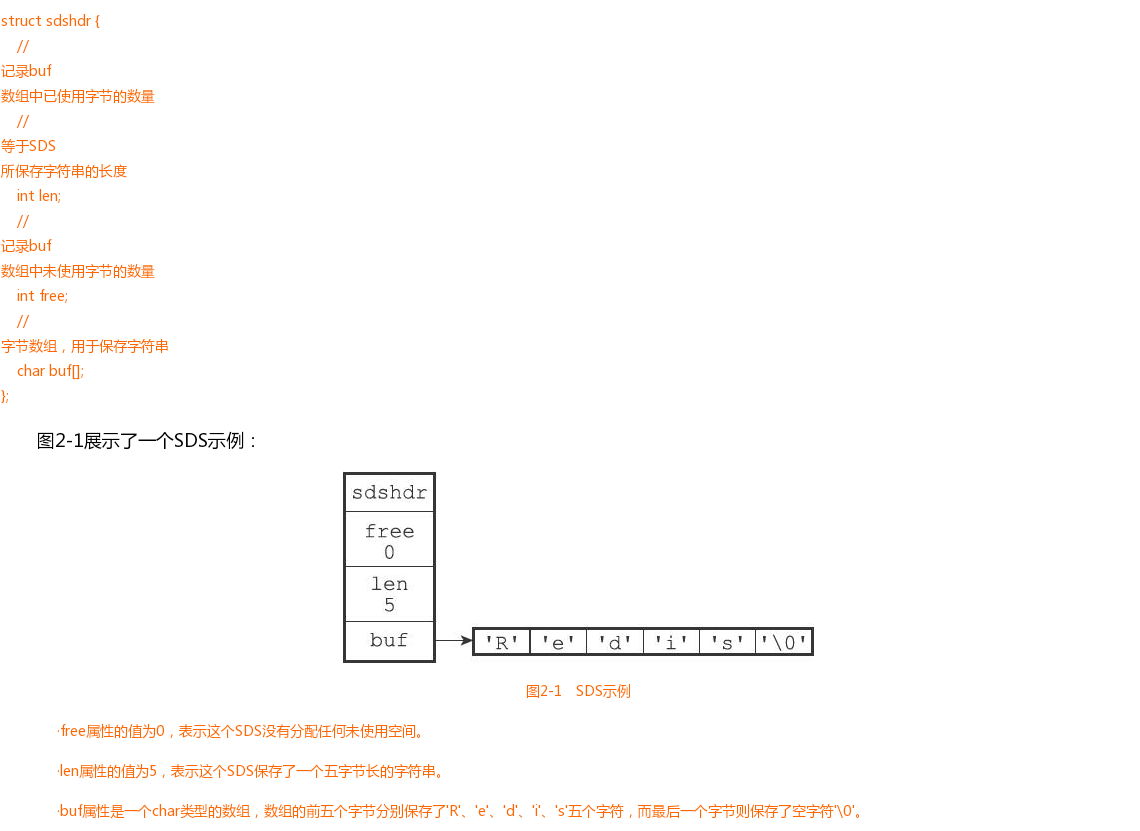 struct sdshdr {
//
记录buf
数组中已使用字节的数量
//
等于SDS
所保存字符串的长度
int len;
//
记录buf
数组中未使用字节的数量
int free;
//
字节数组，用于保存字符串
char buf[];
};
图2-1展示了一个SDS示例：
sdshdr
free
0
len
5
buf
'R' 'e' 'd' 'i' 's' '\0'
图2-1 SDS示例
·free属性的值为0，表示这个SDS没有分配任何未使用空间。
·len属性的值为5，表示这个SDS保存了一个五字节长的字符串。
·buf属性是一个char类型的数组，数组的前五个字节分别保存了'R'、'e'、'd'、'i'、's'五个字符，而最后一个字节则保存了空字符'\0'。